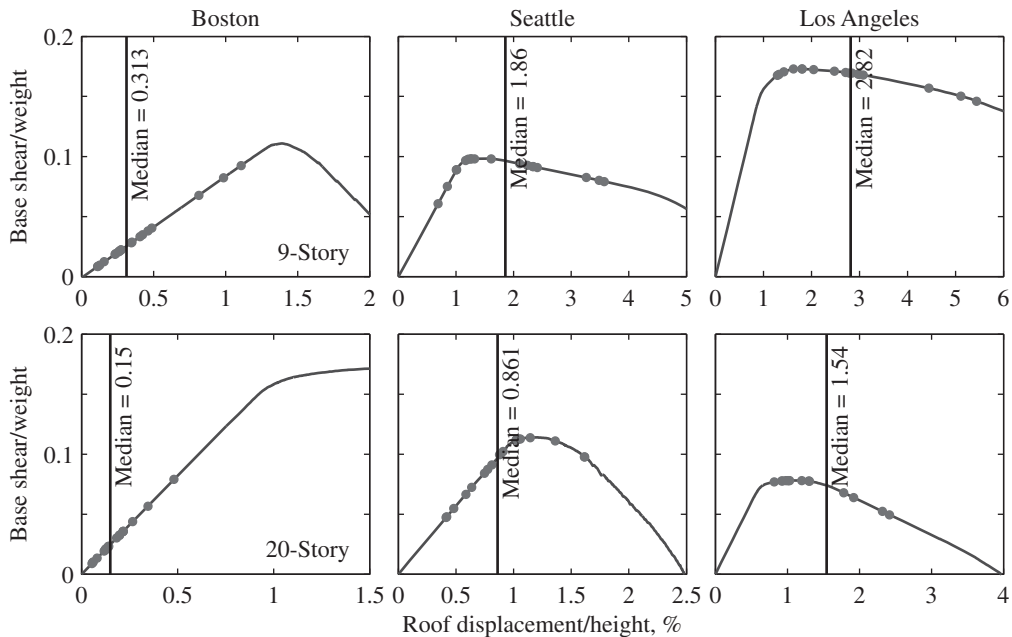 Boston
Seattle
Los Angeles
Base shear/weight
0.2
0.1
0
Median = 0.313
9-Story
0
0.5
1
1.5
2
Median = 1.86
0
1
2
3
4
5
Median = 2.82
0
1
2
3
4
5
6
Base shear/weight
0.2
0.1
0
Median = 0.15
20-Story
0
0.5
1
1.5
Median = 0.861
0
0.5
1
1.5
2
2.5
Median = 1.54
0
1
2
3
4
Roof displacement/height, %